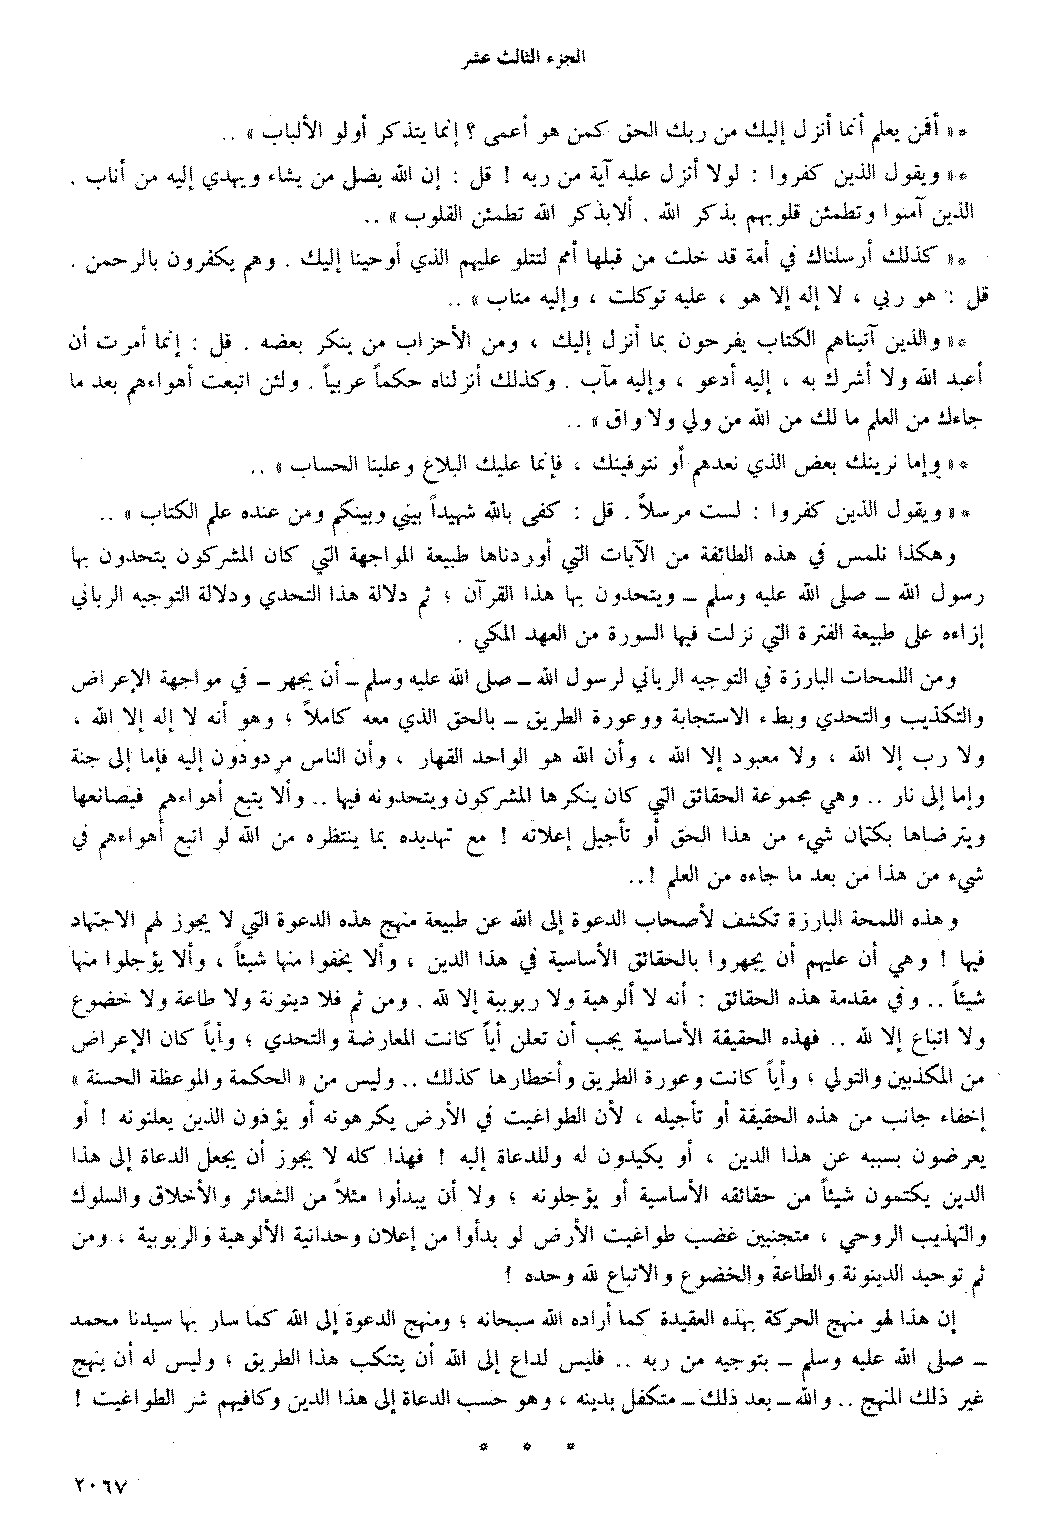 الجزء الثالث عشر
* « أفمن يعلم أنما أنزل إليك من ربك الحق كمن هو أعمى ؟ إنما يتذكر أولو الألباب » ..
* « ويقول الذين كفروا : لولا أنزل عليه آية من ربه ! قل : إن الله يضل من يشاء ويهدي إليه من أناب .
الذين آمنوا وتطمئن قلوبهم بذكر الله . ألا بذكر الله تطمئن القلوب » ..
* « كذلك أرسلناك في أمة قد خلت من قبلها أمم لتتلو عليهم الذي أوحينا إليك . وهم يكفرون بالرحمن .
قل : هو ربي ، لا إله إلا هو ، عليه توكلت ، وإليه متاب » ..
* « والذين آتيناهم الكتاب يفرحون بما أنزل إليك ، ومن الأحزاب من ينكر بعضه . قل : إنما أمرت أن
أعبد الله ولا أشرك به ، إليه أدعو ، وإليه مآب . وكذلك أنزلناه حكماً عربياً . ولئن اتبعت أهواءهم بعد ما
جاءك من العلم ما لك من الله من ولي ولا واق » ..
* « وإما نرينك بعض الذي نعدهم أو نتوفينك ، فإنما عليك البلاغ وعلينا الحساب » ..
* « ويقول الذين كفروا : لست مرسلاً . قل : كفى بالله شهيداً بيني وبينكم ومن عنده علم الكتاب » ..
وهكذا نلمس في هذه الطائفة من الآيات التي أوردناها طبيعة المواجهة التي كان المشركون يتحدون بها
رسول الله ــ صلى الله عليه وسلم ــ ويتحدون بها هذا القرآن ؛ ثم دلالة هذا التحدي ودلالة التوجيه الرباني
إزاءه على طبيعة الفترة التي نزلت فيها السورة من العهد المكي .
ومن اللمحات البارزة في التوجيه الرباني لرسول الله ــ صلى الله عليه وسلم ــ أن يجهر ــ في مواجهة الإعراض
والتكذيب والتحدي وبطء الاستجابة ووعورة الطريق ــ بالحق الذي معه كاملاً ؛ وهو أنه لا إله إلا الله ،
ولا رب إلا الله ، ولا معبود إلا الله ، وأن الله هو الواحد القهار ، وأن الناس مردودون إليه فإما إلى جنة
وإما إلى نار .. وهي مجموعة الحقائق التي كان ينكرها المشركون ويتحدونه فيها .. وألا يتبع أهواءهم فيصانعها
ويترضاها بكتمان شيء من هذا الحق أو تأجيل إعلانه ! مع تهديده بما ينتظره من الله لو اتبع أهواءهم في
شيء من هذا من بعد ما جاءه من العلم !..
وهذه اللمحة البارزة تكشف لأصحاب الدعوة إلى الله عن طبيعة منهج هذه الدعوة التي لا يجوز لهم الاجتهاد
فيها ! وهي أن عليهم أن يجهروا بالحقائق الأساسية في هذا الدين ، وألا يخفوا منها شيئاً ، وألا يؤجلوا منها
شيئاً .. وفي مقدمة هذه الحقائق : أنه لا ألوهية ولا ربوبية إلا لله . ومن ثم فلا دينونة ولا طاعة ولا خضوع
ولا اتباع إلا لله .. فهذه الحقيقة الأساسية يجب أن تعلن أياً كانت المعارضة والتحدي ؛ وأياً كان الإعراض
من المكذبين والتولي ؛ وأياً كانت وعورة الطريق وأخطارها كذلك .. وليس من « الحكمة والموعظة الحسنة »
إخفاء جانب من هذه الحقيقة أو تأجيله ، لأن الطواغيت في الأرض يكرهونه أو يؤذون الذين يعلنونه ! أو
يعرضون بسببه عن هذا الدين ، أو يكيدون له وللدعاة إليه ! فهذا كله لا يجوز أن يجعل الدعاة إلى هذا
الدين يكتمون شيئاً من حقائقه الأساسية أو يؤجلونه ؛ ولا أن يبدأوا مثلاً من الشعائر والأخلاق والسلوك
والتهذيب الروحي ، متجنبين غضب طواغيت الأرض لو بدأوا من إعلان وحدانية الألوهية والربوبية ، ومن
ثم توحيد الدينونة والطاعة والخضوع والاتباع لله وحده !
إن هذا لهو منهج الحركة بهذه العقيدة كما أراده الله سبحانه ؛ ومنهج الدعوة إلى الله كما سار بها سيدنا محمد
ــ صلى الله عليه وسلم ــ بتوجيه من ربه .. فليس لداع إلى الله أن يتنكب هذا الطريق ؛ وليس له أن ينهج
غير ذلك المنهج .. والله ــ بعد ذلك ــ متكفل بدينه ، وهو حسب الدعاة إلى هذا الدين وكافيهم شر الطواغيت !
* * *
٢٠٦٧